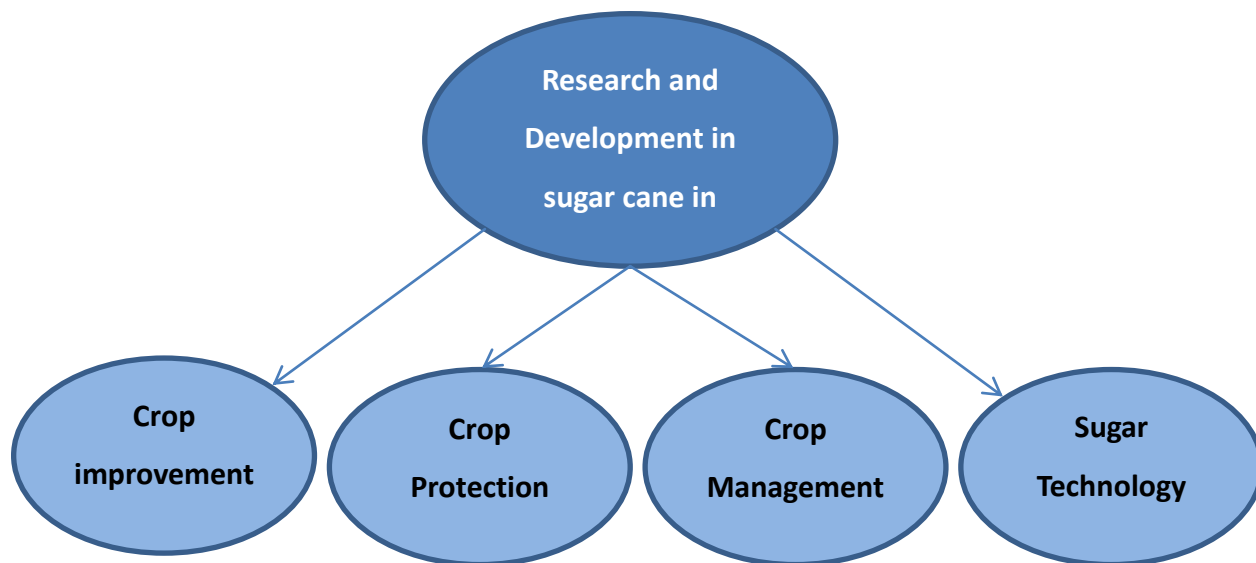 Research and
Development in
sugar cane in
Crop
improvement
Crop
Protection
Crop
Management
Sugar
Technology